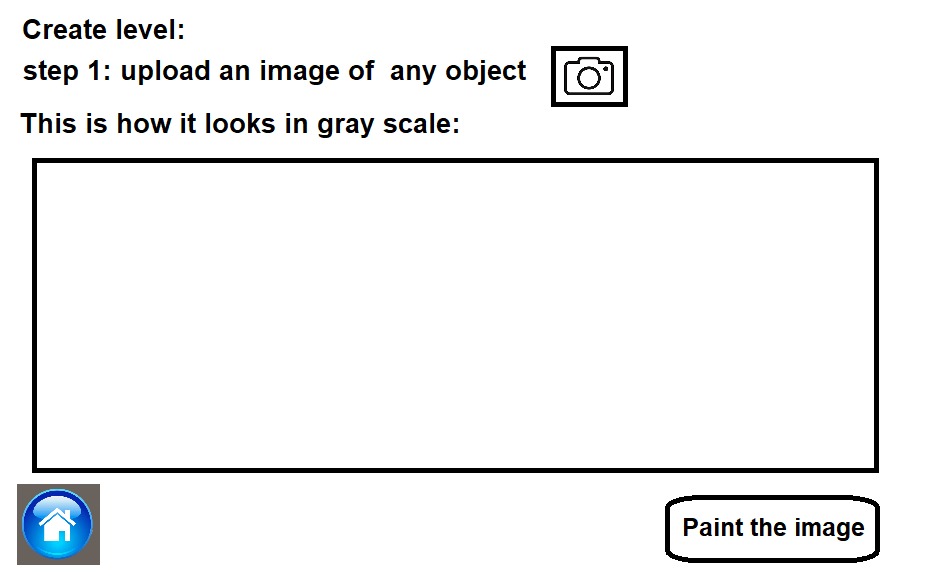 Create level:
step 1: upload an image of  any object
This is how it looks in gray scale:
Paint the image